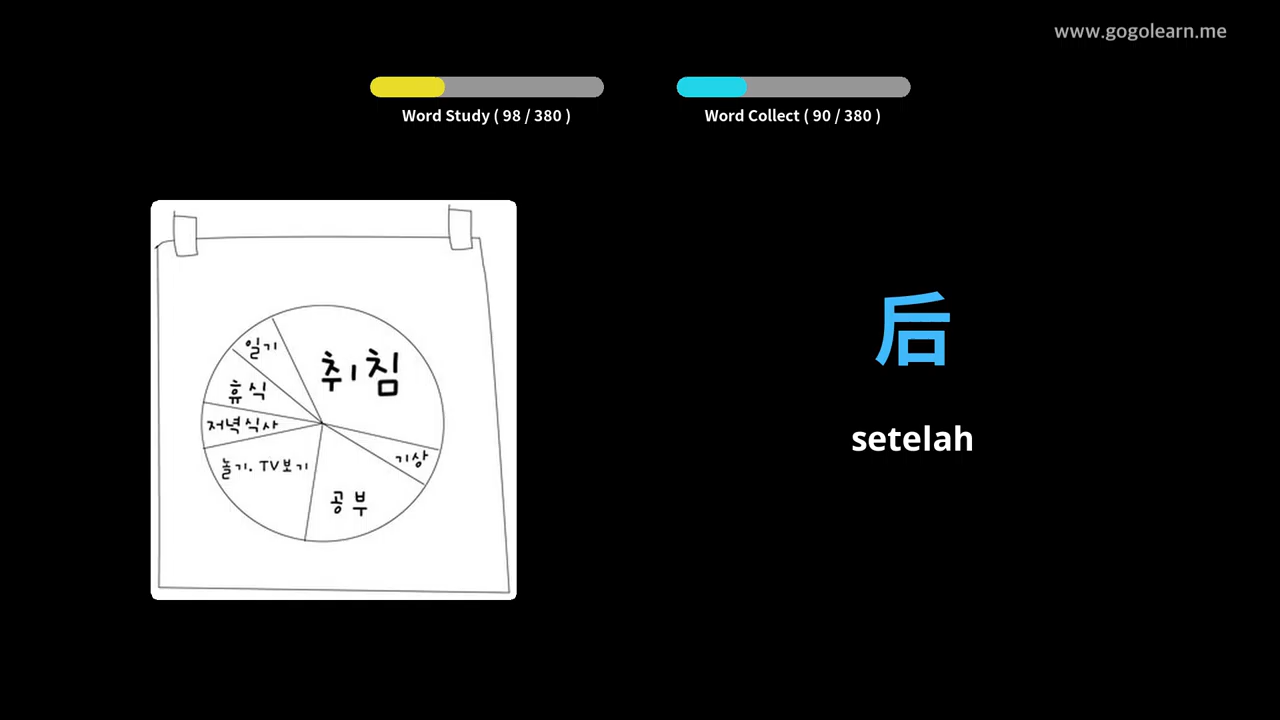 www.gogolearn.me
Word Study ( 98 / 380 )
Word Collect ( 90 / 380 )
일기
취침
휴식
저녁식사
기상
놀기. TV보기
공부
后
setelah